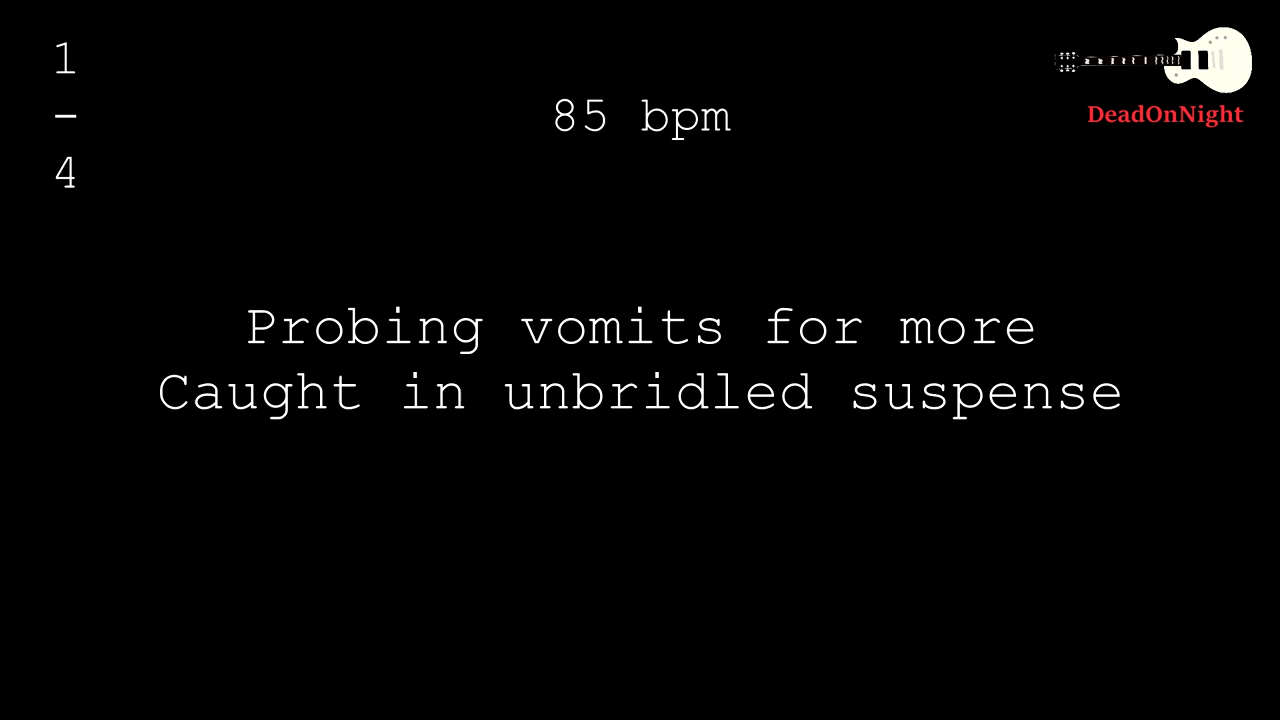 1
-
4
85 bpm
DeadOnNight
Probing vomits for more
Caught in unbridled suspense